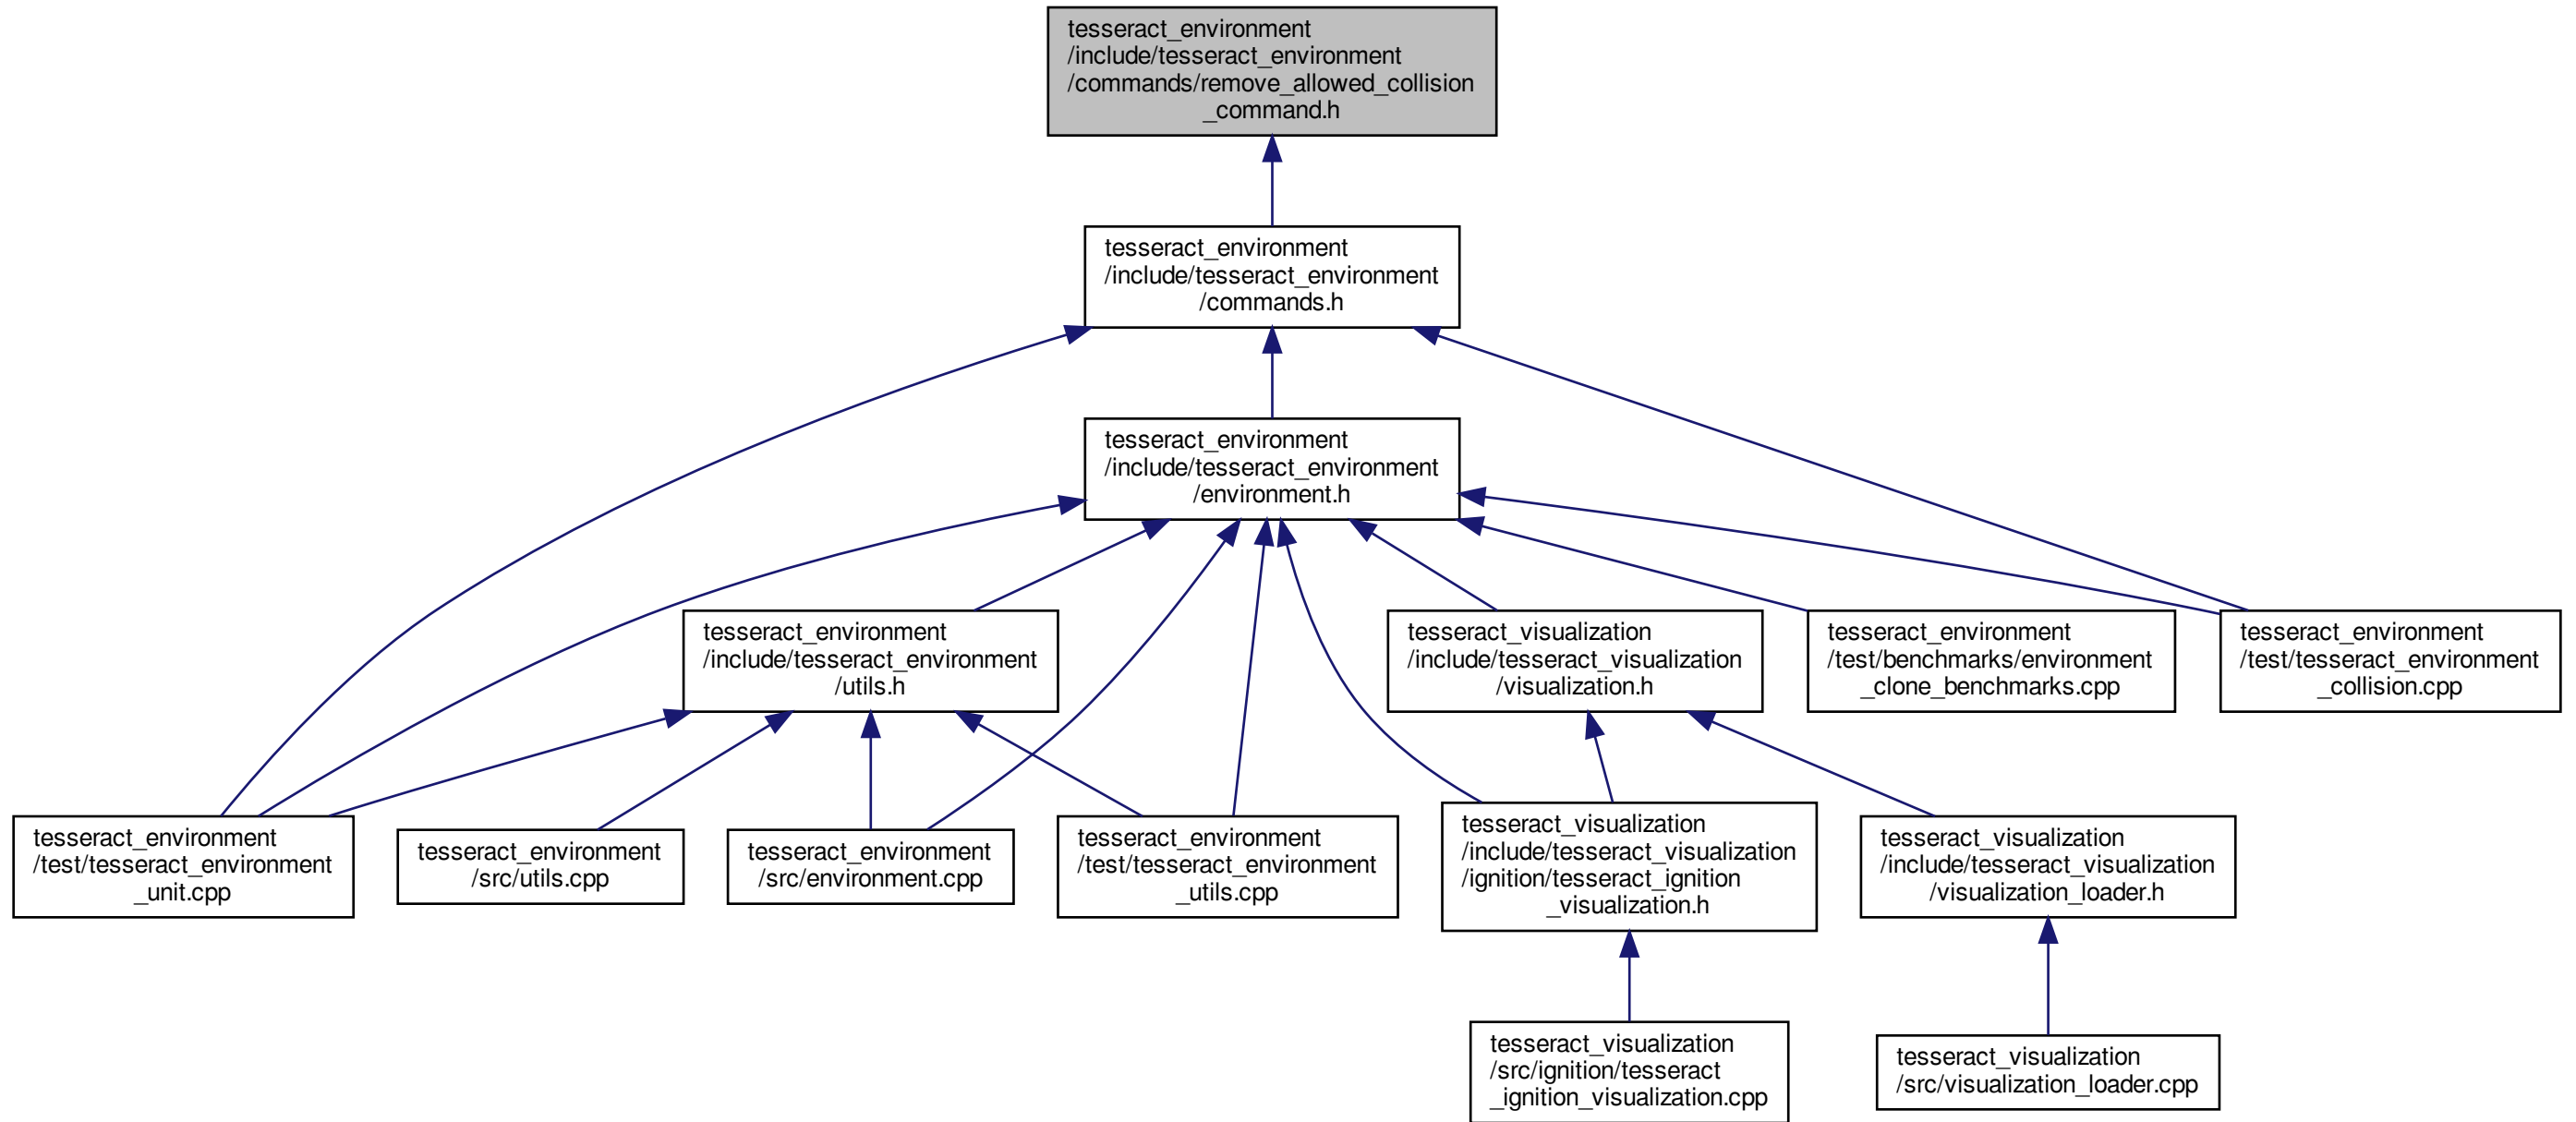 tesseract_environment
/include/tesseract_environment
/commands/remove_allowed_collision
_command.h
tesseract_environment
/include/tesseract_environment
/commands.h
tesseract_environment
/include/tesseract_environment
/environment.h
tesseract_environment
/include/tesseract_environment
/utils.h
tesseract_visualization
/include/tesseract_visualization
/visualization.h
tesseract_environment
/test/benchmarks/environment
_clone_benchmarks.cpp
tesseract_environment
/test/tesseract_environment
_collision.cpp
tesseract_environment
/test/tesseract_environment
_unit.cpp
tesseract_environment
/src/utils.cpp
tesseract_environment
/src/environment.cpp
tesseract_environment
/test/tesseract_environment
_utils.cpp
tesseract_visualization
/include/tesseract_visualization
/ignition/tesseract_ignition
_visualization.h
tesseract_visualization
/include/tesseract_visualization
/visualization_loader.h
tesseract_visualization
/src/ignition/tesseract
_ignition_visualization.cpp
tesseract_visualization
/src/visualization_loader.cpp